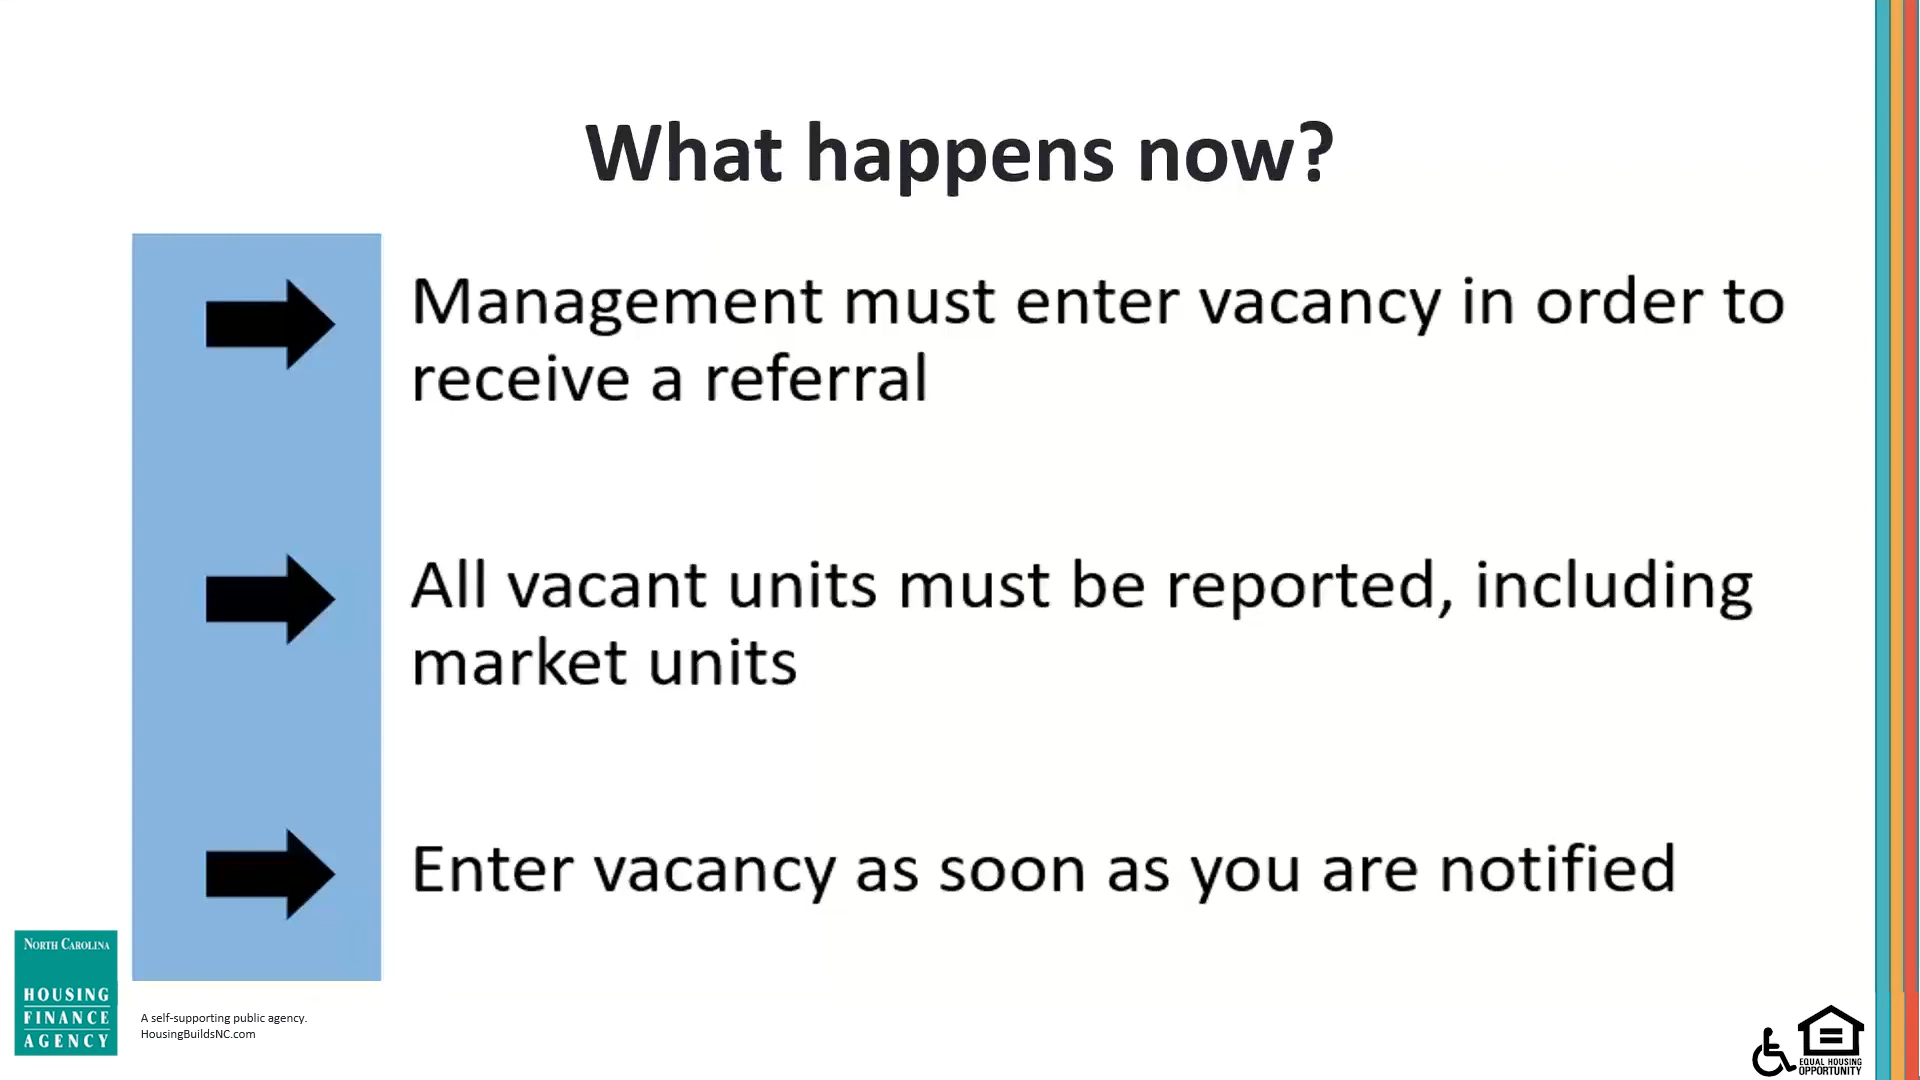 What happens now?
Management must enter vacancy in order to
receive a referral
All vacant units must be reported, including
market units
Enter vacancy as soon as you are notified
NORTH CAROLINA
HOUSING
FINANCE
AGENCY
A self-supporting public agency.
HousingBuildsNC.com
EQUAL HOUSING
OPPORTUNITY